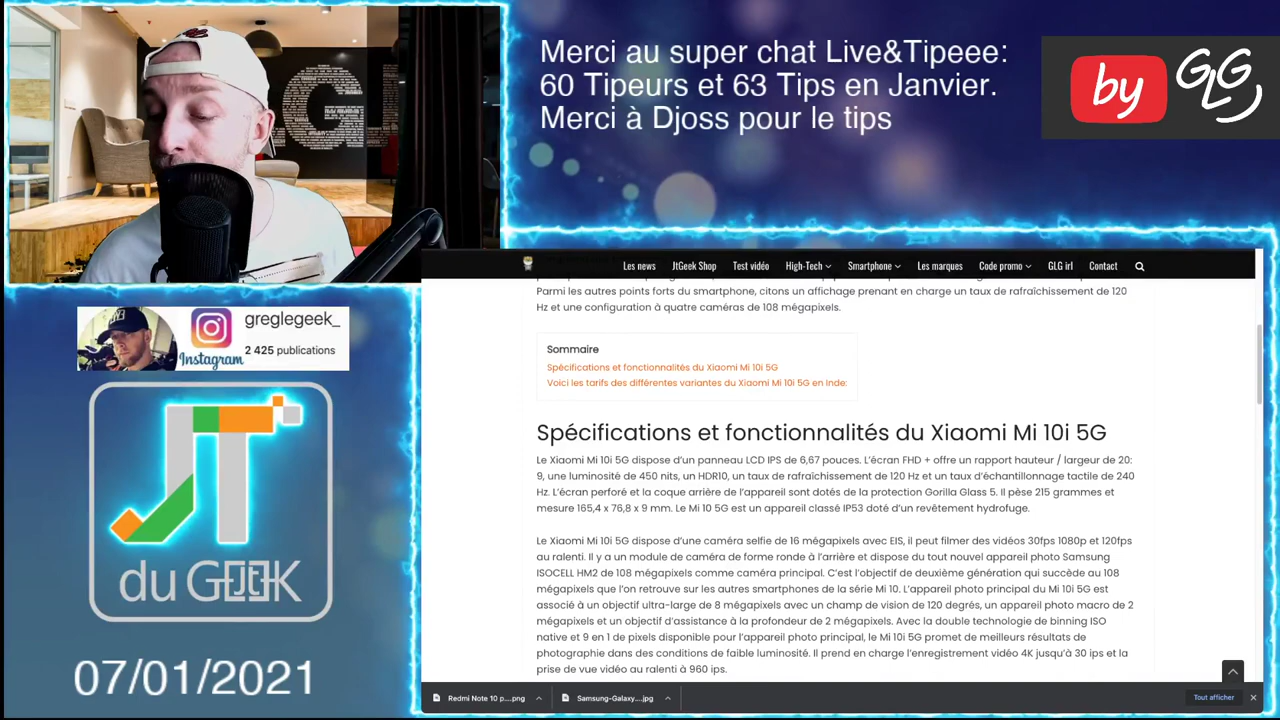 Merci au super chat Live&Tipeee:
60 Tipeurs et 63 Tips en Janvier.
Merci à Djoss pour le tips
by GLG
greglegeek_
Instagram
2 425 publications
JT
du GEEK
07/01/2021
Les news JtGeek Shop Test vidéo High-Tech Smartphone Les marques Code promo GLG irl Contact
Parmi les autres points forts du smartphone, citons un affichage prenant en charge un taux de rafraîchissement de 120
Hz et une configuration à quatre caméras de 108 mégapixels.
Sommaire
Spécifications et fonctionnalités du Xiaomi Mi 10i 5G
Voici les tarifs des différentes variantes du Xiaomi Mi 10i 5G en Inde:
Spécifications et fonctionnalités du Xiaomi Mi 10i 5G
Le Xiaomi Mi 10i 5G dispose d'un panneau LCD IPS de 6,67 pouces. L'écran FHD + offre un rapport hauteur / largeur de 20:
9, une luminosité de 450 nits, un HDR10, un taux de rafraîchissement de 120 Hz et un taux d'échantillonnage tactile de 240
Hz. L'écran perforé et la coque arrière de l'appareil sont dotés de la protection Gorilla Glass 5. Il pèse 215 grammes et
mesure 165,4 x 76,8 x 9 mm. Le Mi 10 5G est un appareil classé IP53 doté d'un revêtement hydrofuge.
Le Xiaomi Mi 10i 5G dispose d'une caméra selfie de 16 mégapixels avec EIS, il peut filmer des vidéos 30fps 1080p et 120fps
au ralenti. Il y a un module de caméra de forme ronde à l'arrière et dispose du tout nouvel appareil photo Samsung
ISOCELL HM2 de 108 mégapixels comme caméra principal. C'est l'objectif de deuxième génération qui succède au 108
mégapixels que l'on retrouve sur les autres smartphones de la série Mi 10. L'appareil photo principal du Mi 10i 5G est
associé à un objectif ultra-large de 8 mégapixels avec un champ de vision de 120 degrés, un appareil photo macro de 2
mégapixels et un objectif d'assistance à la profondeur de 2 mégapixels. Avec la double technologie de binning ISO
native et 9 en 1 de pixels disponible pour l'appareil photo principal, le Mi 10i 5G promet de meilleurs résultats de
photographie dans des conditions de faible luminosité. Il prend en charge l'enregistrement vidéo 4K jusqu'à 30 ips et la
prise de vue vidéo au ralenti à 960 ips.
Redmi Note 10 p....png Samsung-Galaxy....jpg Tout afficher